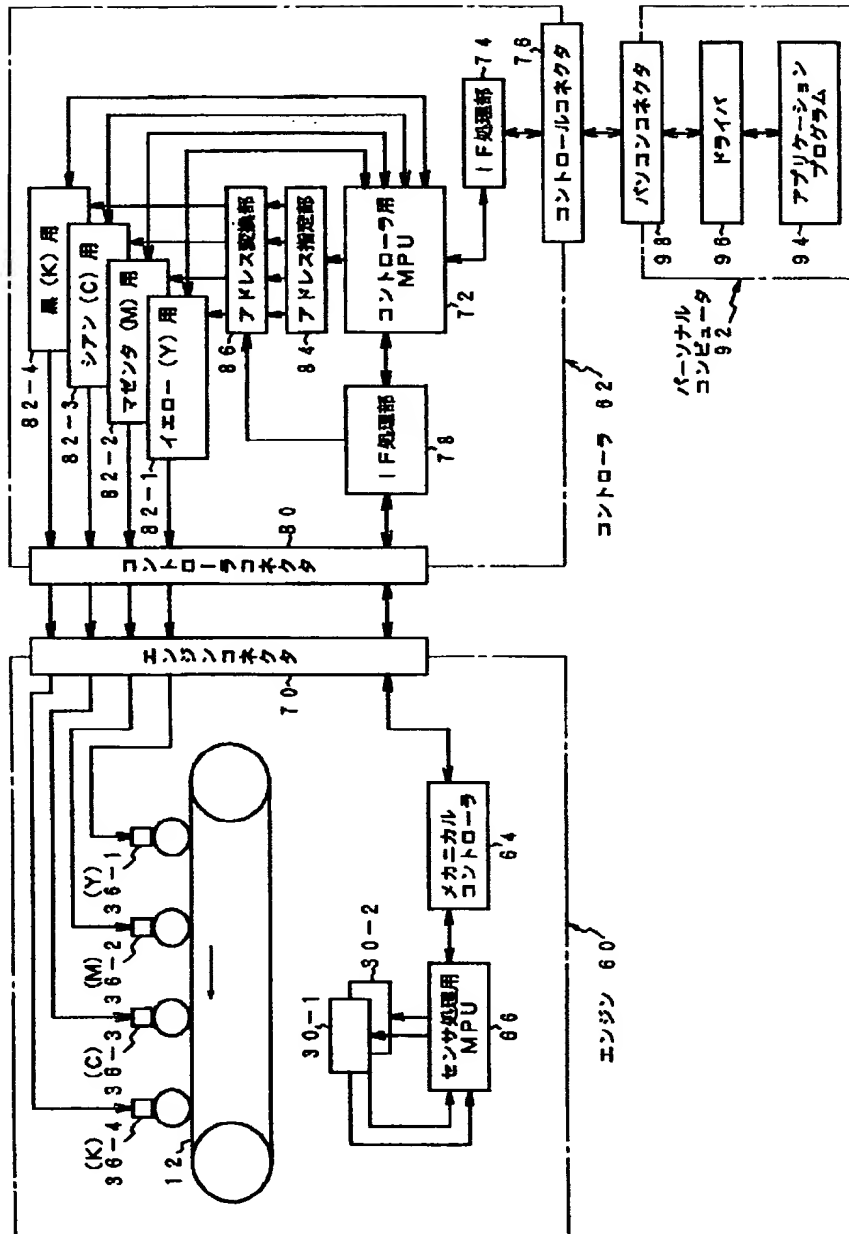 (K)
36-4
(C)
36-3
(M)
36-2
(Y)
36-1
12
30-1
30-2
センサ処理用
MPU
66
メカニカル
コントローラ
64
エンジン 60
エンジンコネクタ
70
コントローラコネクタ
80
82-4
黒(K)用
82-3
シアン(C)用
82-2
マゼンタ(M)用
82-1
イエロー(Y)用
アドレス変換部
86
アドレス指定部
84
IF処理部
78
コントローラ用
MPU
72
IF処理部
74
コントロールコネクタ
76
コントローラ 62
パーソナル
コンピュータ
92
パソコンコネクタ
98
ドライバ
96
アプリケーション
プログラム
94